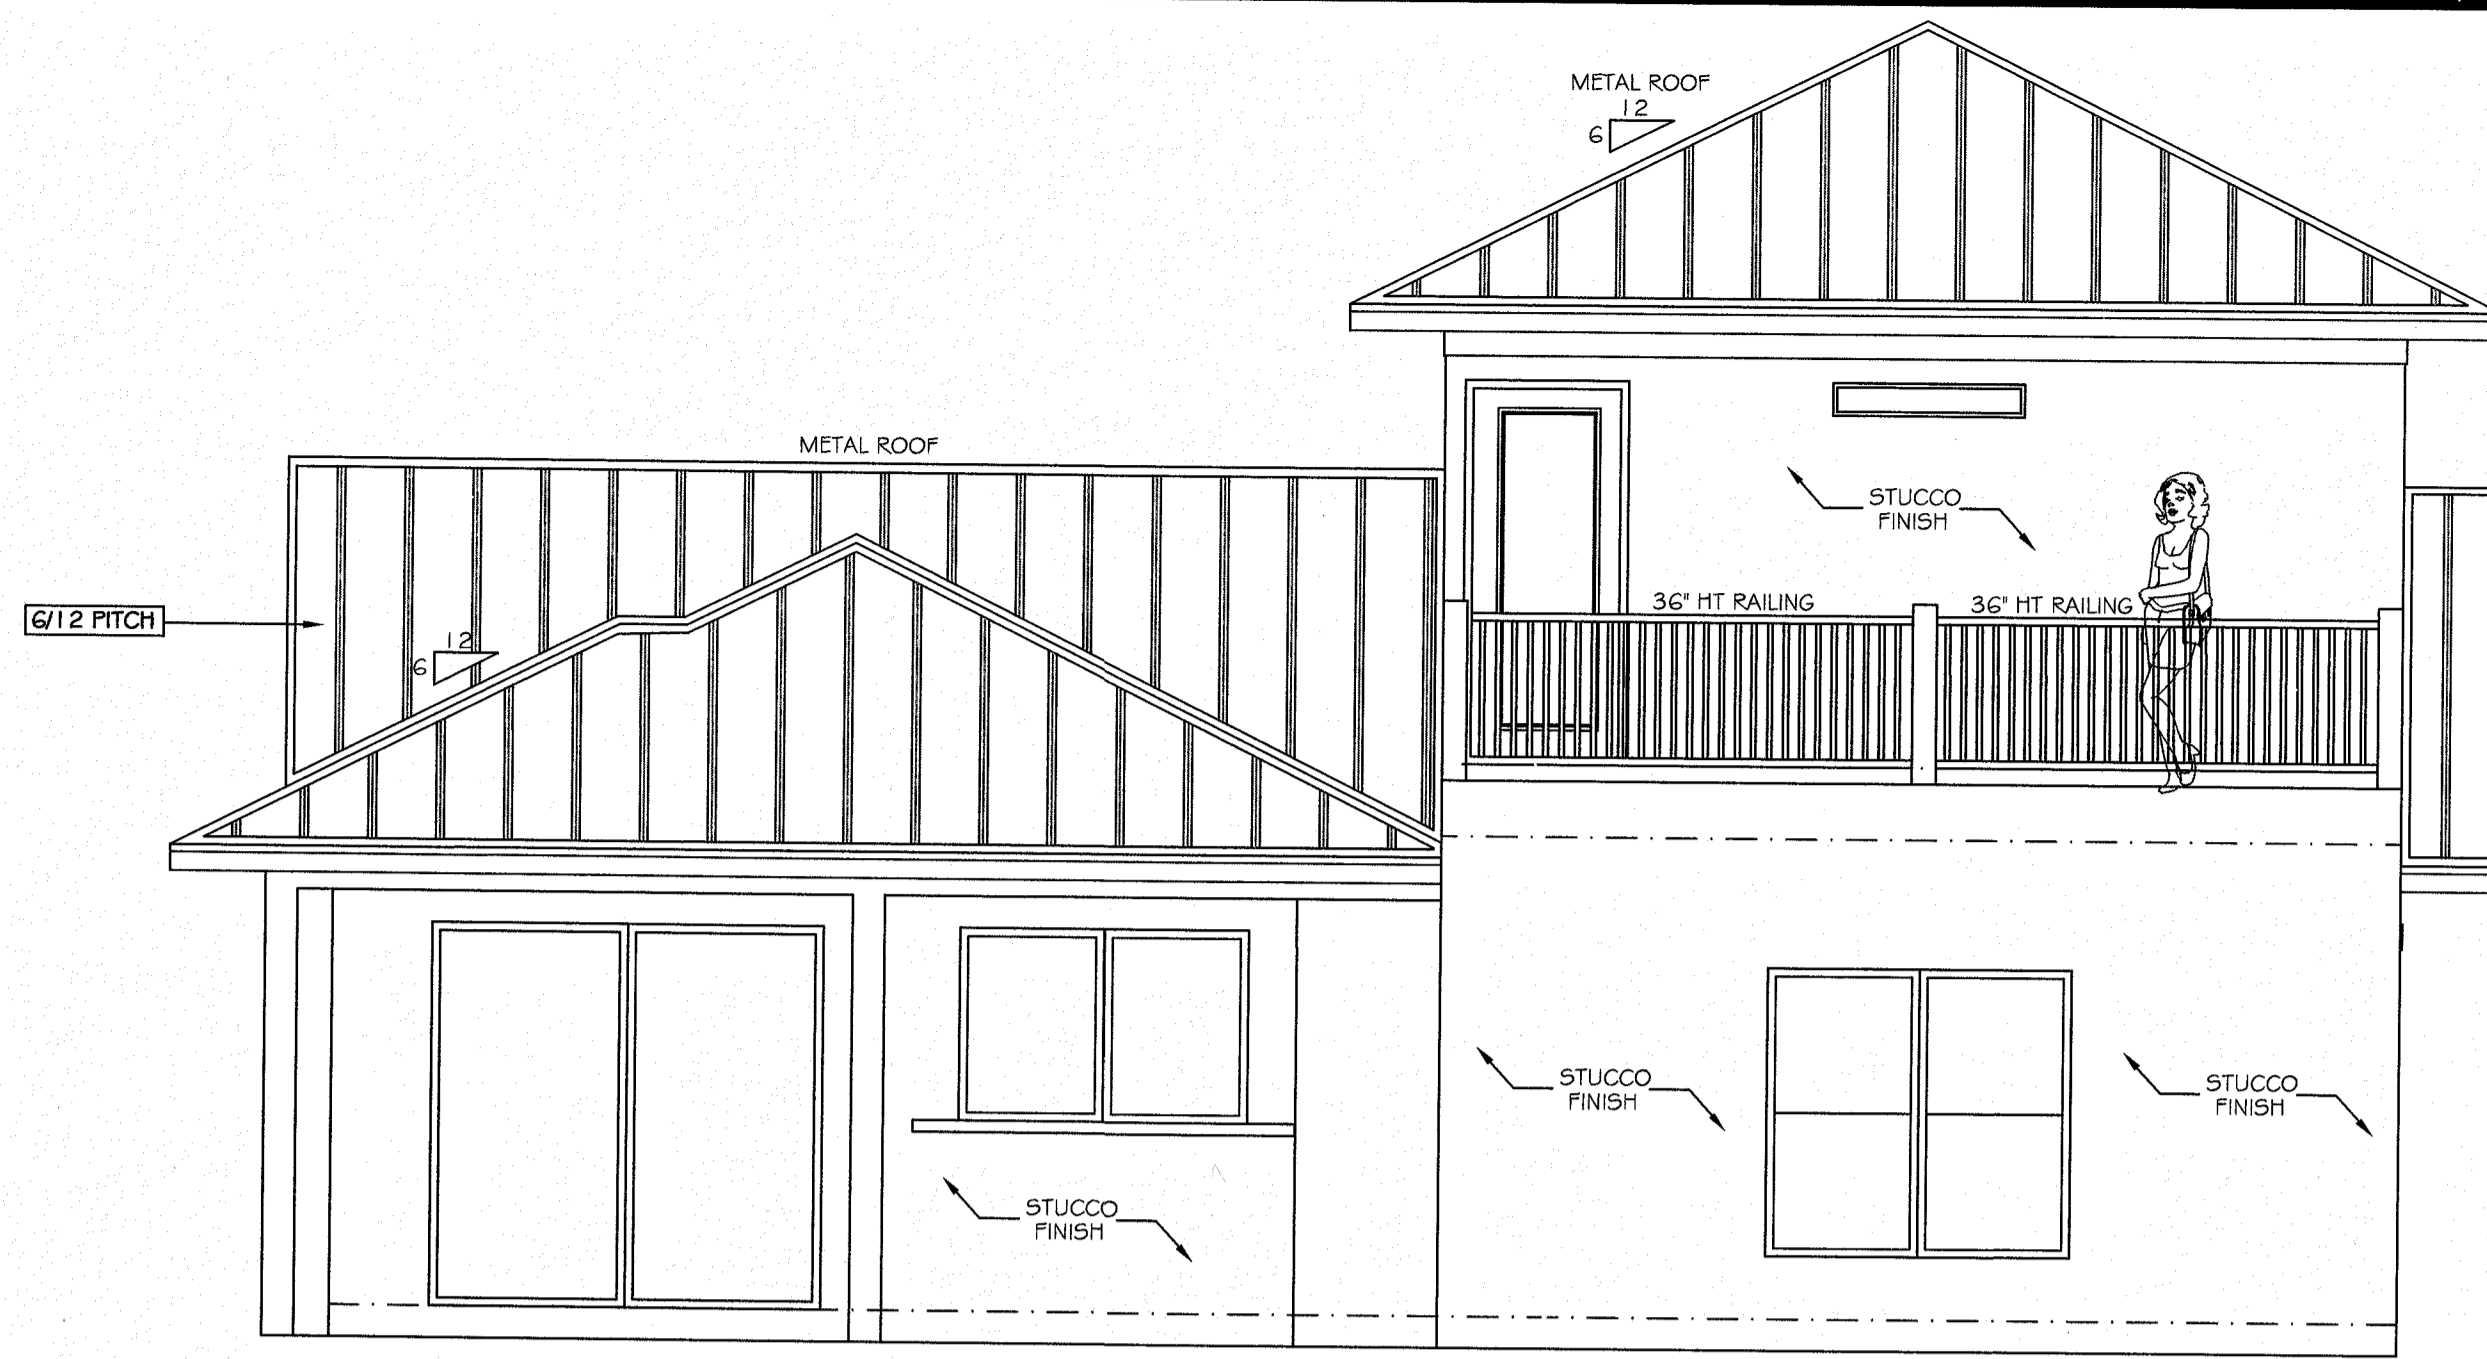 METAL ROOF
12
6
METAL ROOF
STUCCO
FINISH
36" HT RAILING
36" HT RAILING
6/12 PITCH
12
6
STUCCO
FINISH
STUCCO
FINISH
STUCCO
FINISH